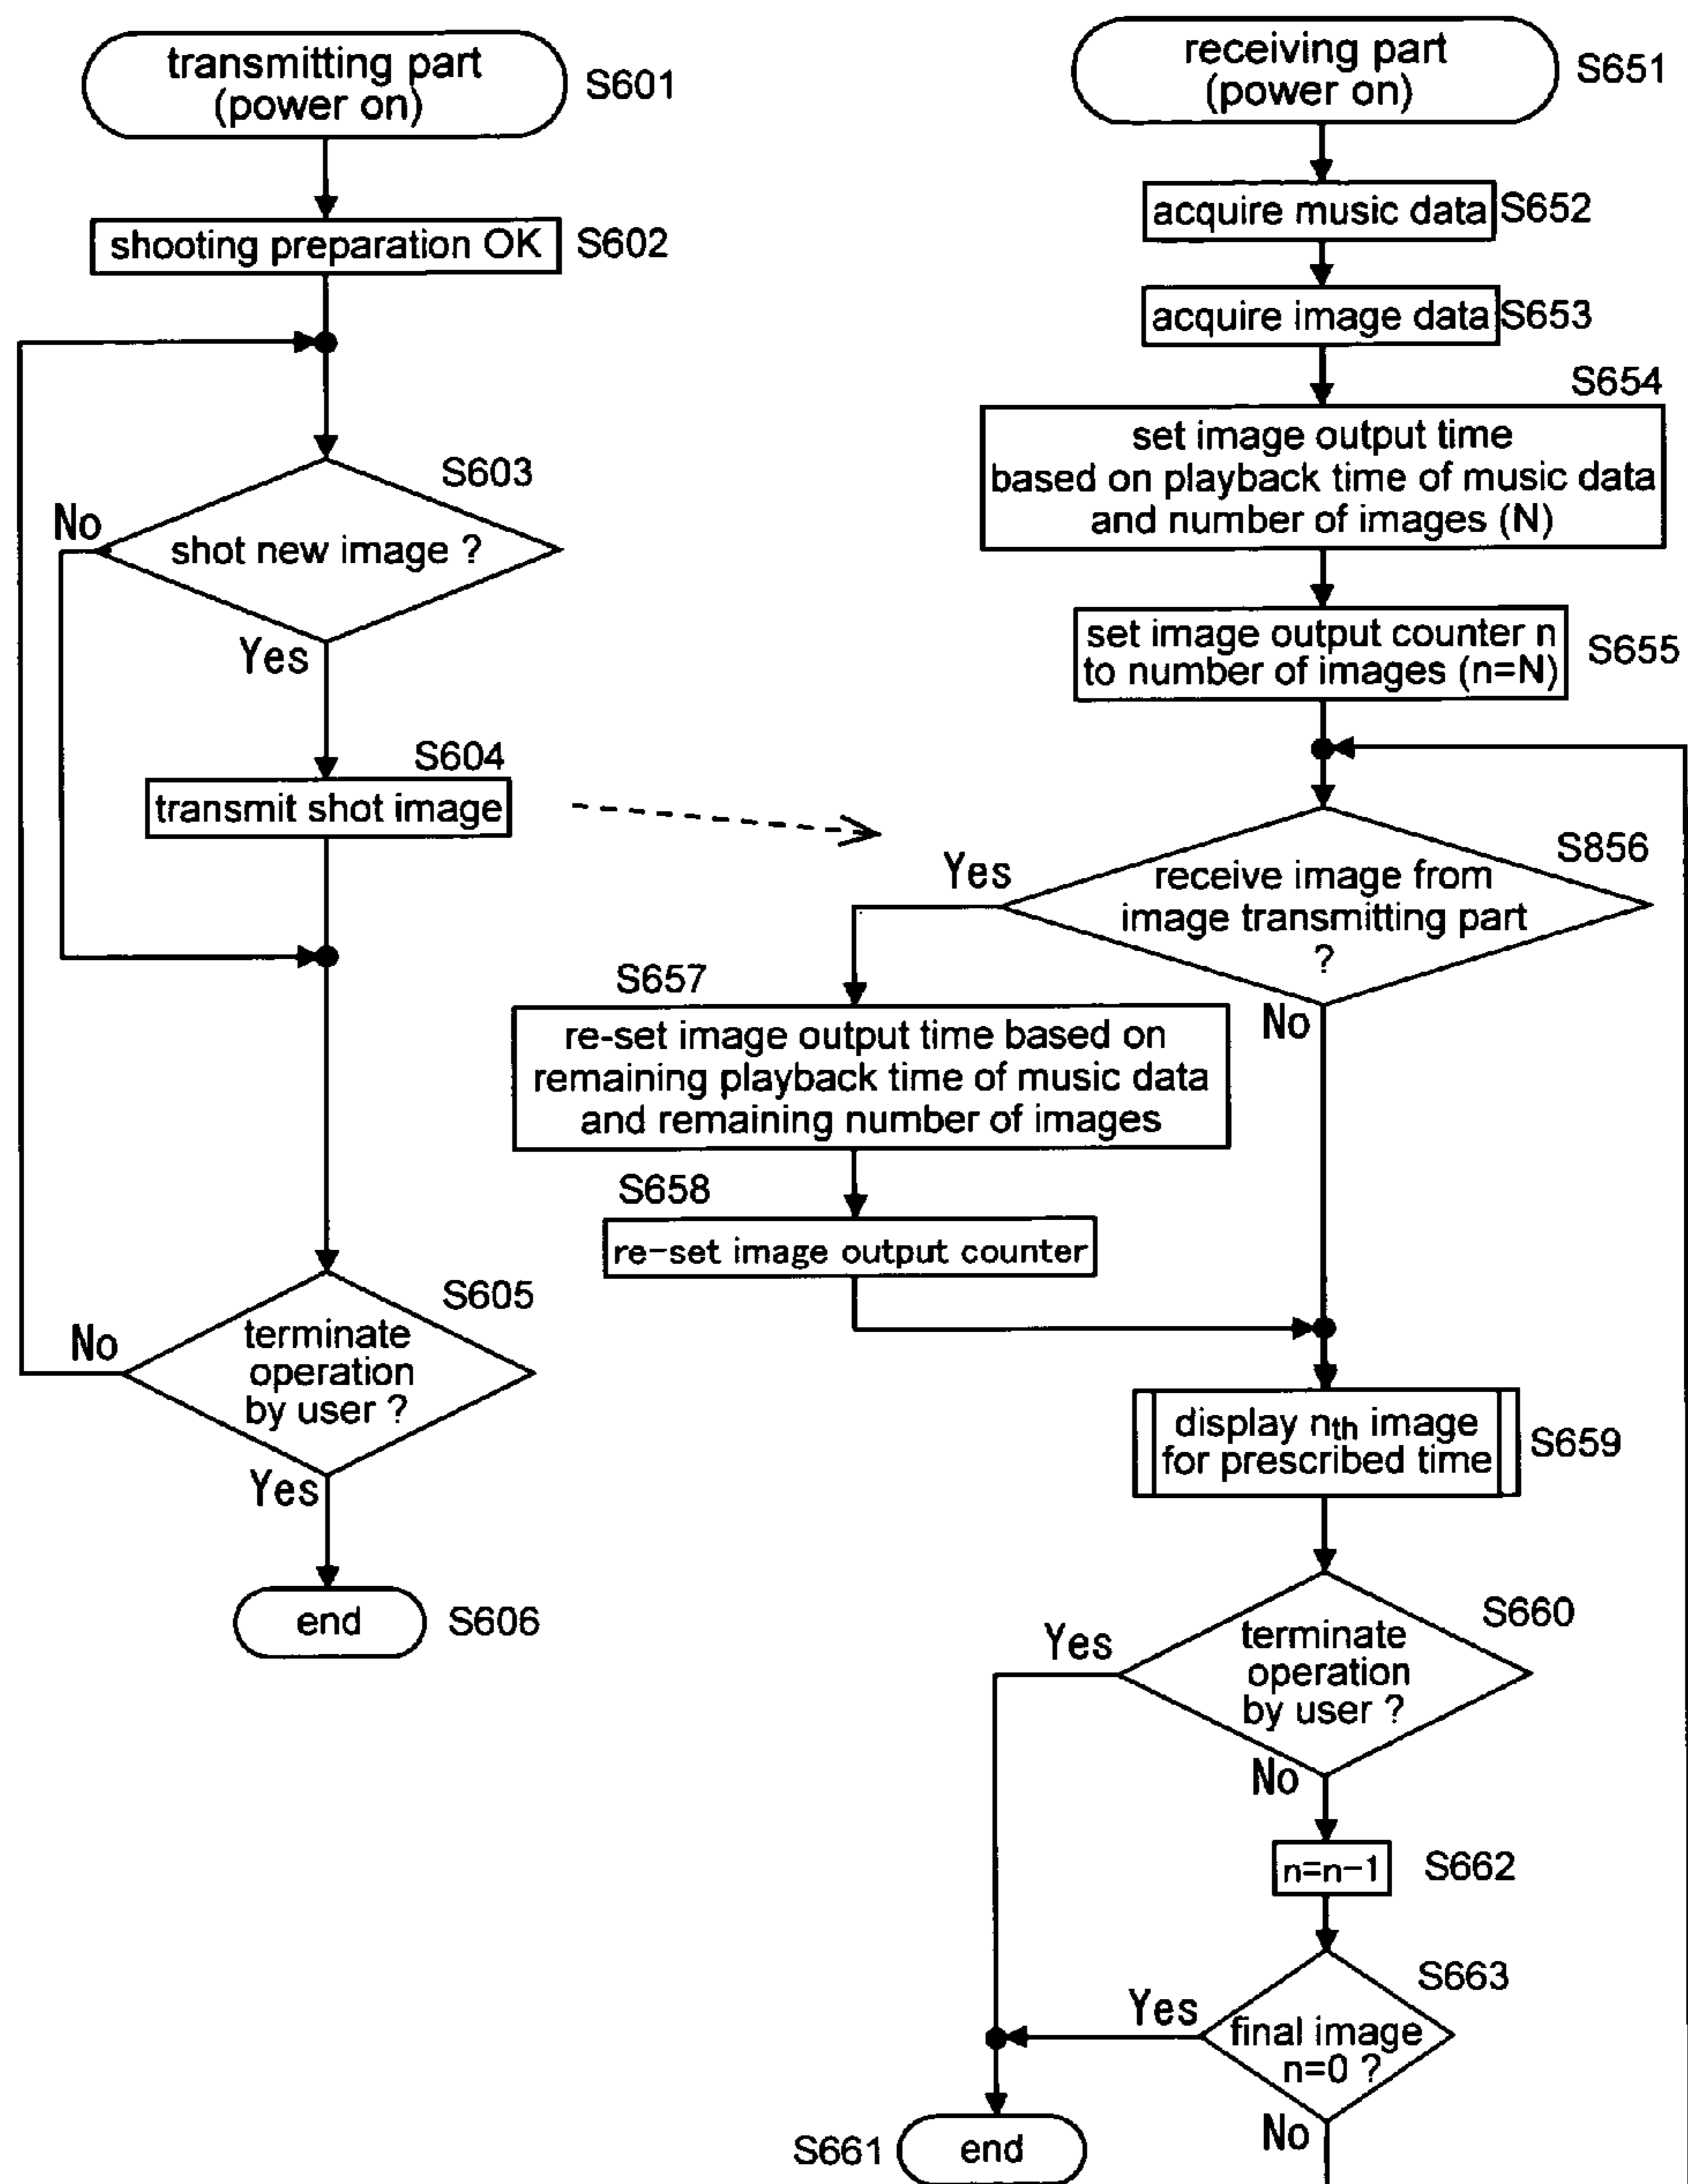 transmitting part
(power on)
S601
shooting preparation OK
S602
S603
No
shot new image ?
Yes
S604
transmit shot image
S605
No
terminate
operation
by user ?
Yes
end
S606
receiving part
(power on)
S651
acquire music data
S652
acquire image data
S653
S654
set image output time
based on playback time of music data
and number of images (N)
set image output counter n
to number of images (n=N)
S655
S856
Yes
receive image from
image transmitting part
?
No
S657
re-set image output time based on
remaining playback time of music data
and remaining number of images
S658
re-set image output counter
display nth image
for prescribed time
S659
S660
Yes
terminate
operation
by user ?
No
n=n-1
S662
S663
Yes
final image
n=0 ?
No
S661
end